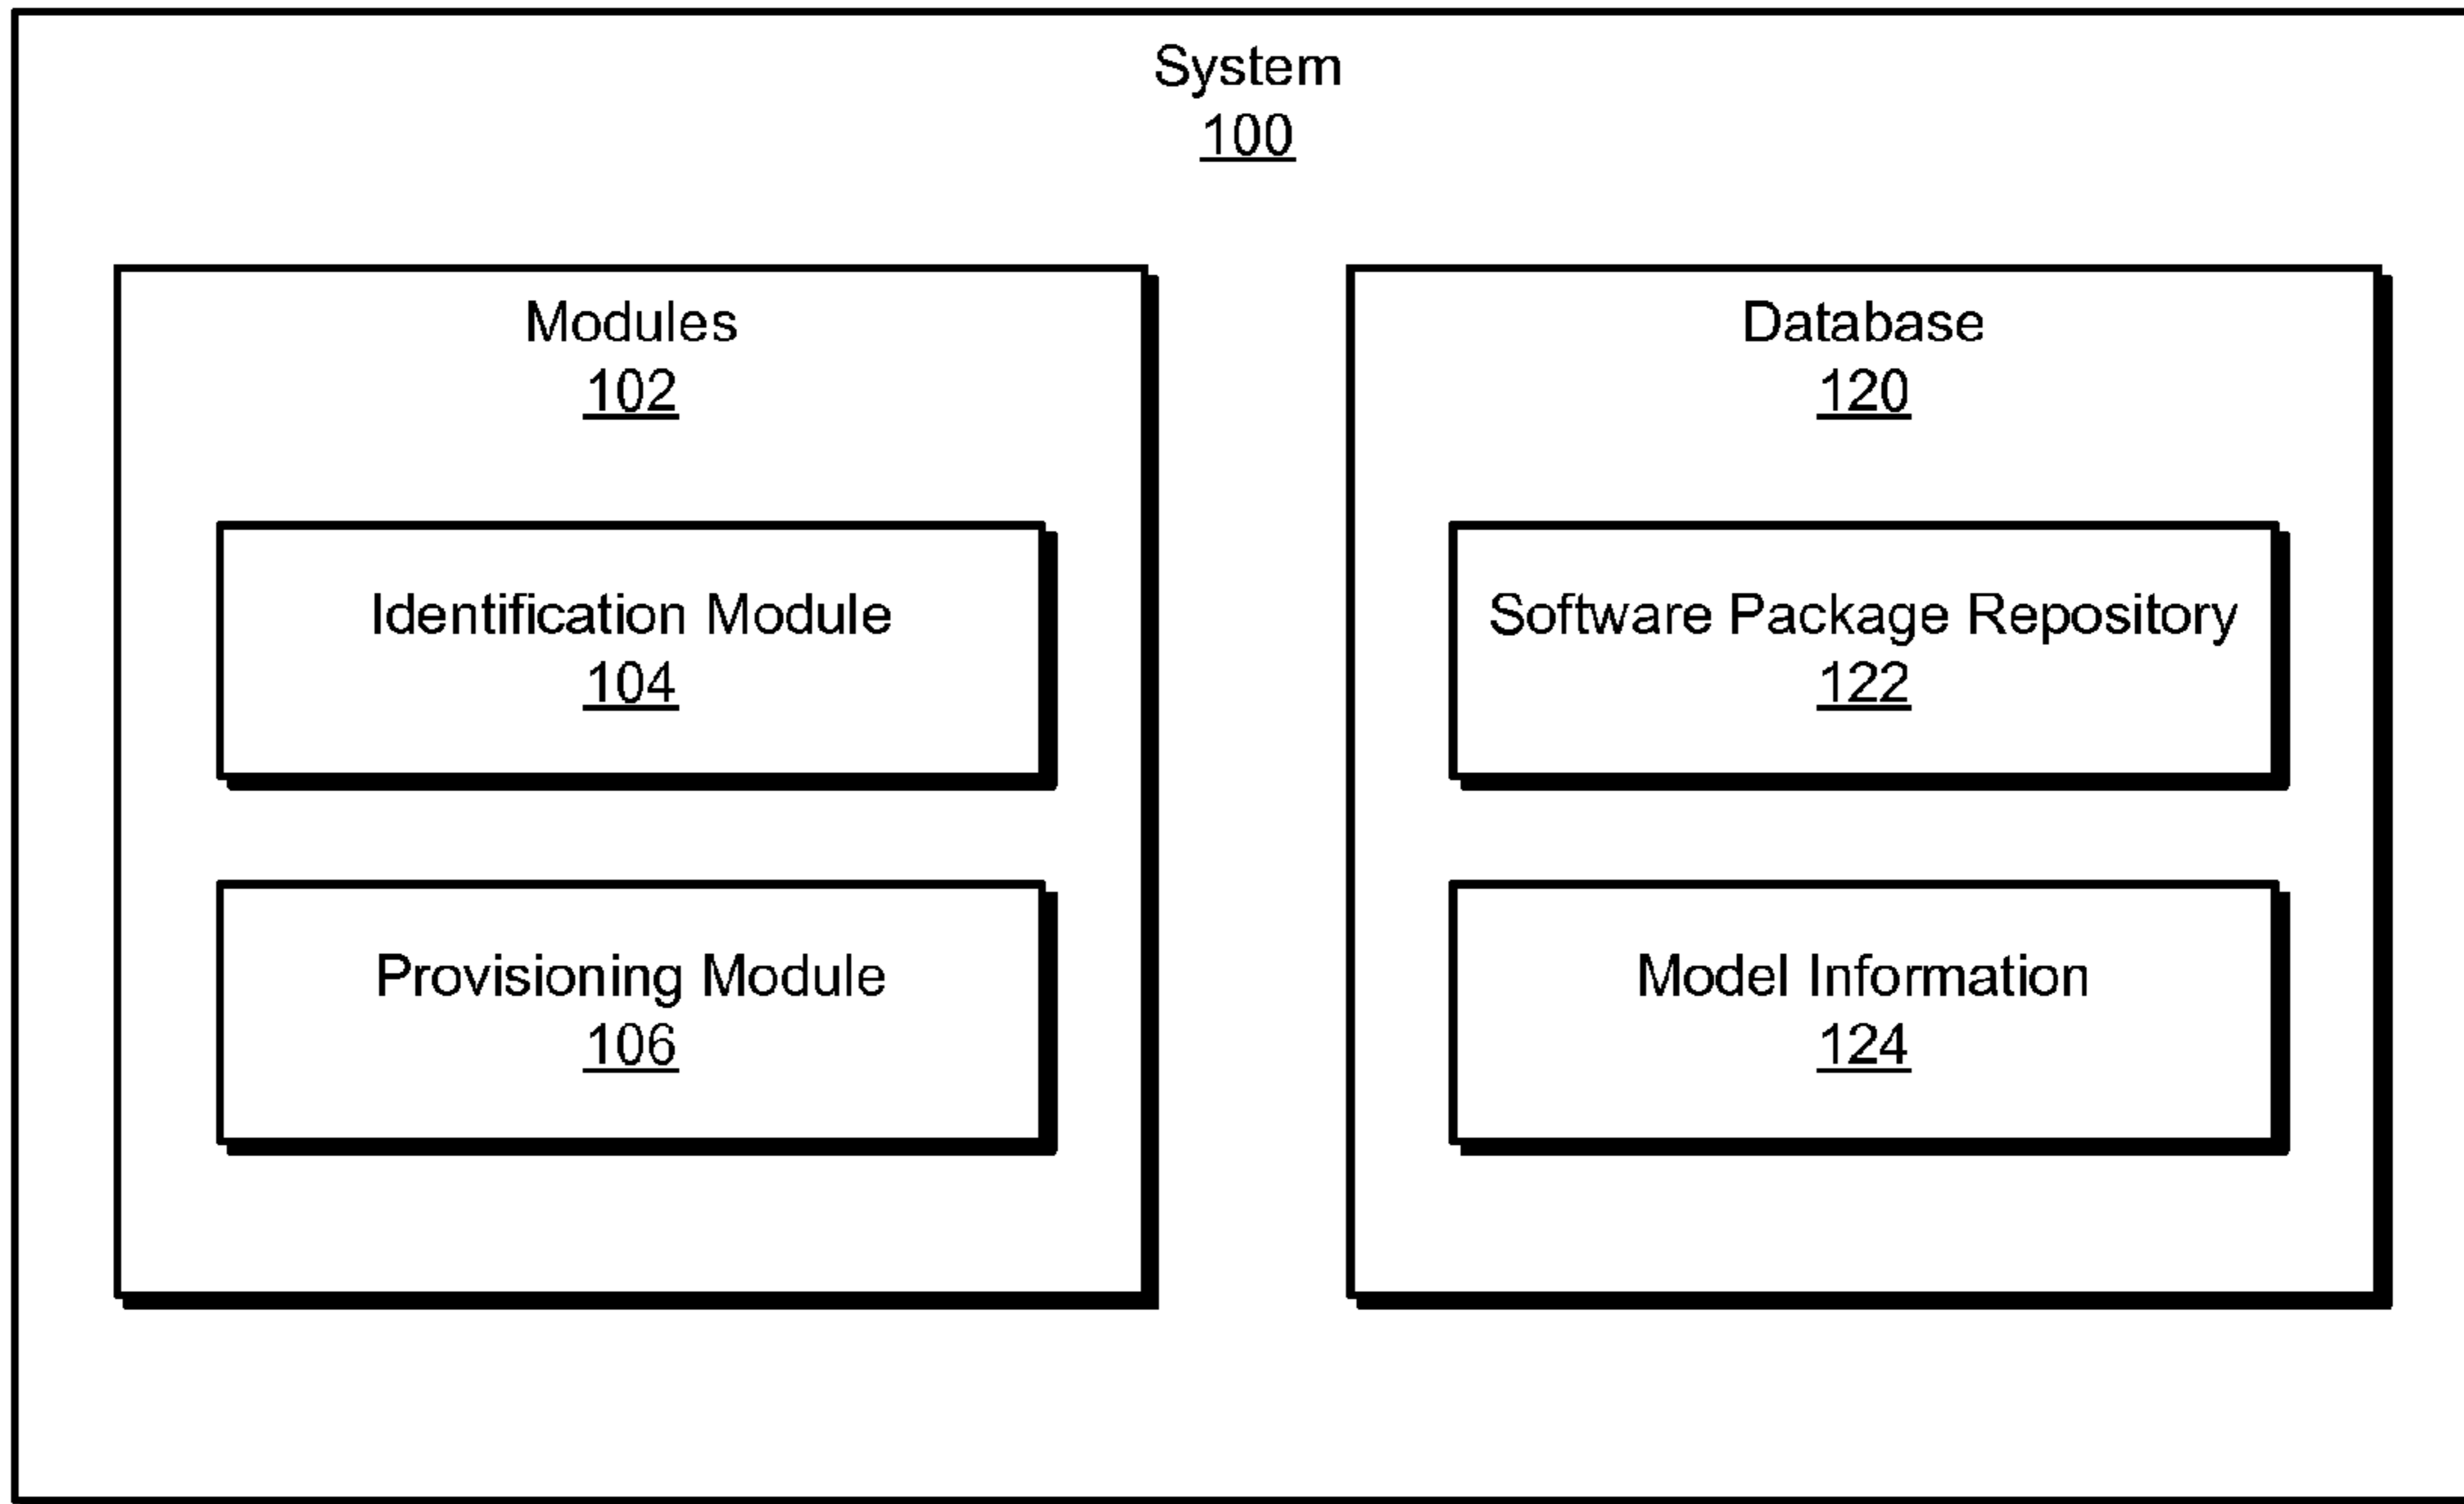 System
100
Modules
102
Identification Module
104
Provisioning Module
106
Database
120
Software Package Repository
122
Model Information
124